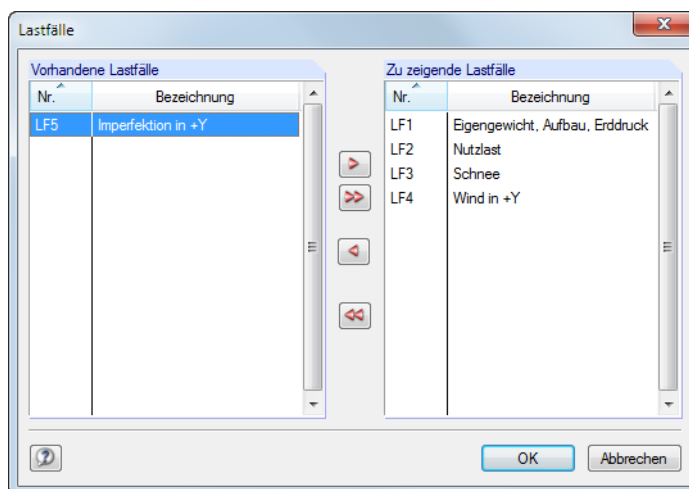 Lastfälle
Vorhandene Lastfälle
Nr. Bezeichnung
LF5 Imperfektion in +Y
Zu zeigende Lastfälle
Nr. Bezeichnung
LF1 Eigengewicht, Aufbau, Erddruck
LF2 Nutzlast
LF3 Schnee
LF4 Wind in +Y
OK Abbrechen